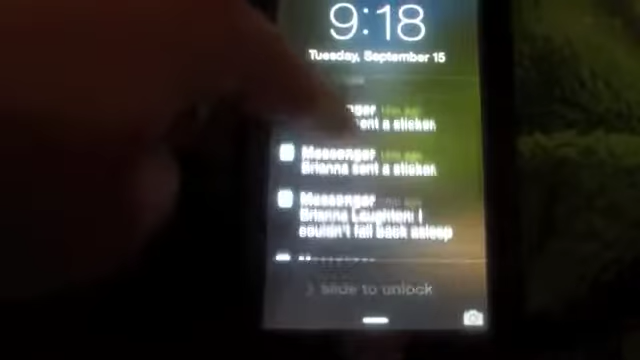 9:18
Tuesday, September 15
sent a sticker.
Messenger
Brianna sent a sticker.
Messenger
Brianna Laughton: I
couldn't fall back asleep
slide to unlock